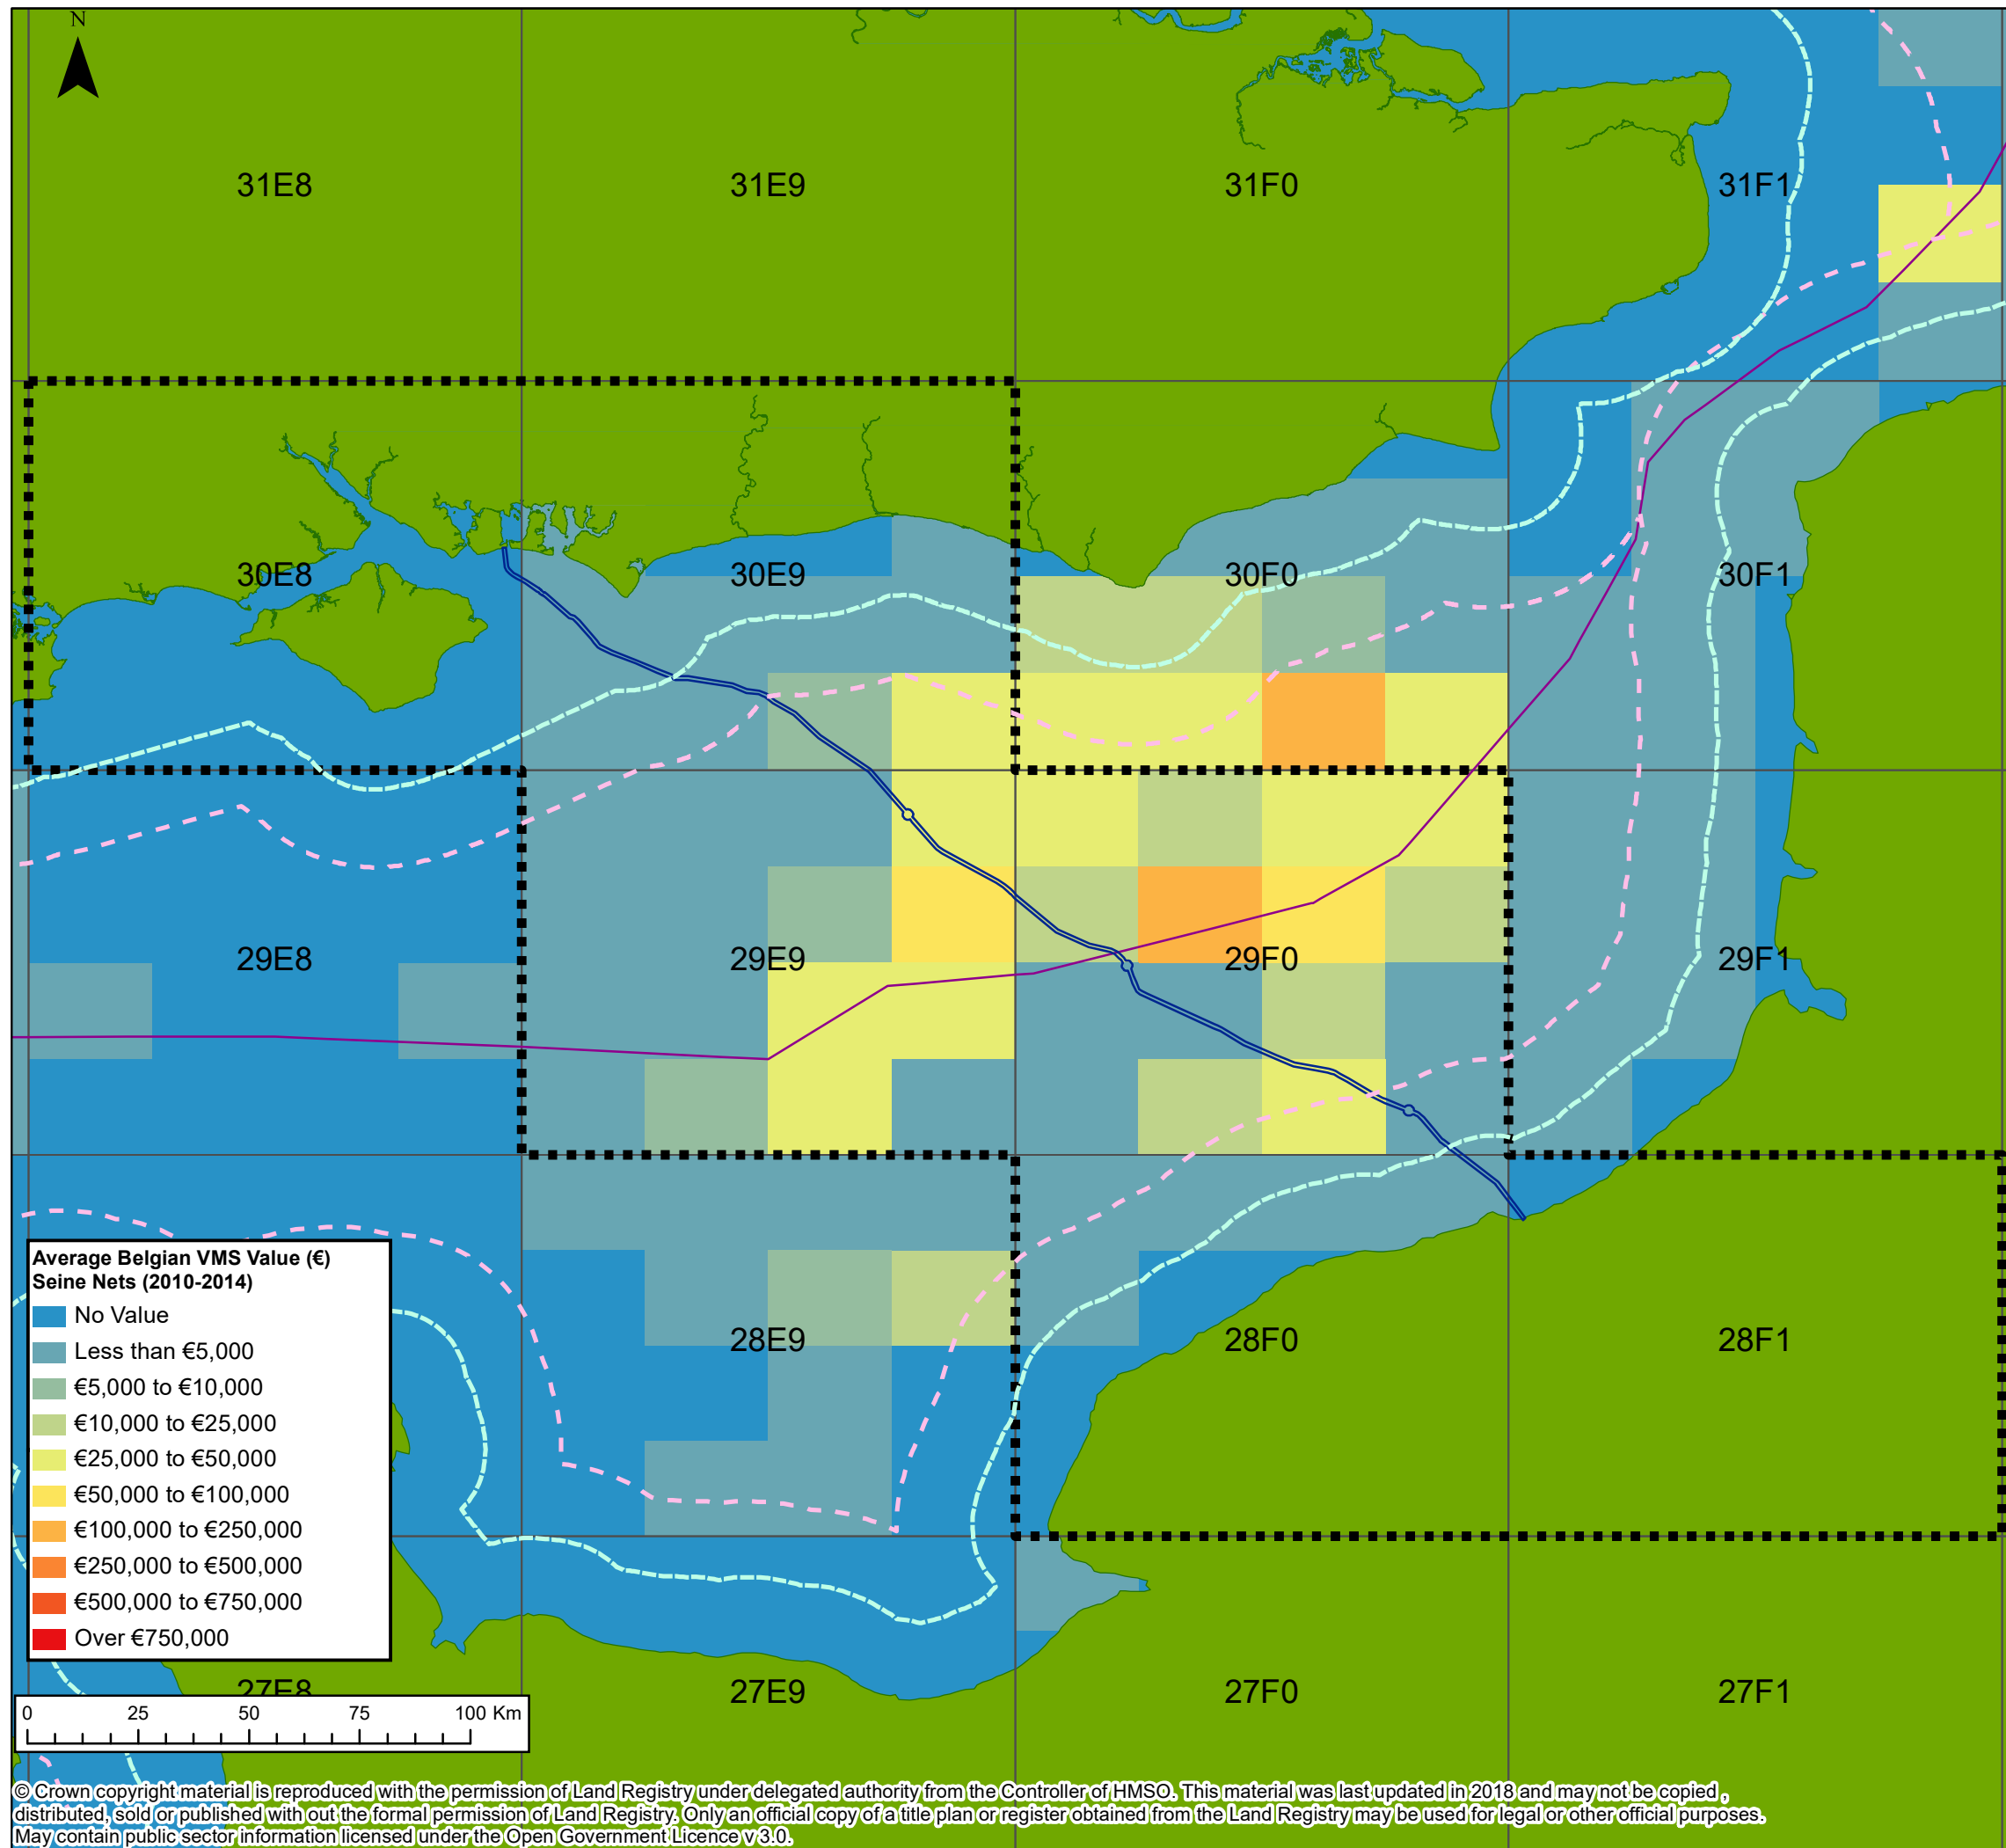 N
31E8
31E9
31F0
31F1
30E8
30E9
30F0
30F1
29E8
29E9
29F0
29F1
28E9
28F0
28F1
Average Belgian VMS Value (€)
Seine Nets (2010-2014)
No Value
Less than €5,000
€5,000 to €10,000
€10,000 to €25,000
€25,000 to €50,000
€50,000 to €100,000
€100,000 to €250,000
€250,000 to €500,000
€500,000 to €750,000
Over €750,000
27E8
27E9
27F0
27F1
0 25 50 75 100 Km
© Crown copyright material is reproduced with the permission of Land Registry under delegated authority from the Controller of HMSO. This material was last updated in 2018 and may not be copied ,
distributed, sold or published with out the formal permission of Land Registry. Only an official copy of a title plan or register obtained from the Land Registry may be used for legal or other official purposes.
May contain public sector information licensed under the Open Government Licence v 3.0.